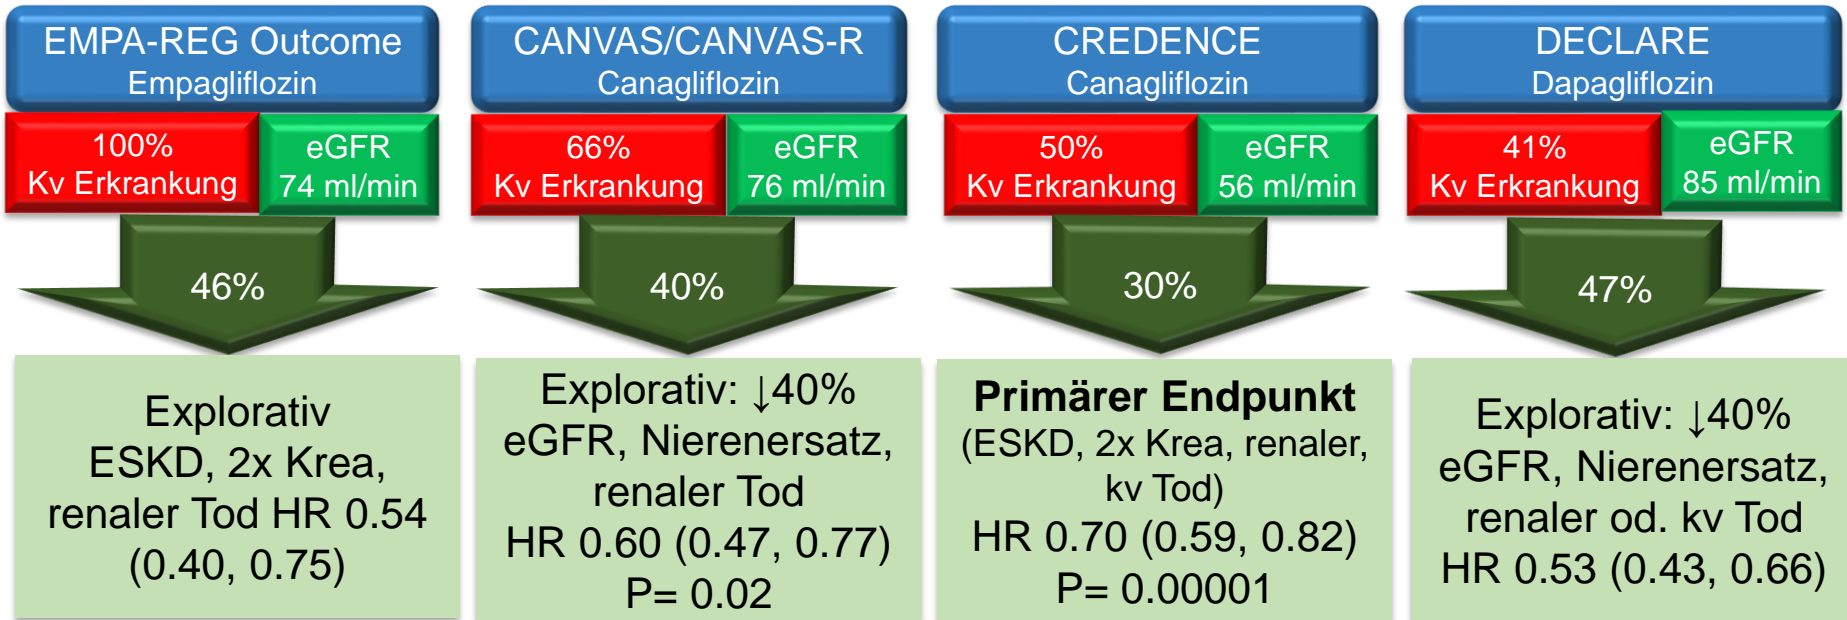 EMPA-REG Outcome
Empagliflozin
100%
Kv Erkrankung
eGFR
74 ml/min
46%
Explorativ
ESKD, 2x Krea,
renaler Tod HR 0.54
(0.40, 0.75)
CANVAS/CANVAS-R
Canagliflozin
66%
Kv Erkrankung
eGFR
76 ml/min
40%
Explorativ: ↓40%
eGFR, Nierenersatz,
renaler Tod
HR 0.60 (0.47, 0.77)
P= 0.02
CREDENCE
Canagliflozin
50%
Kv Erkrankung
eGFR
56 ml/min
30%
Primärer Endpunkt
(ESKD, 2x Krea, renaler,
kv Tod)
HR 0.70 (0.59, 0.82)
P= 0.00001
DECLARE
Dapagliflozin
41%
Kv Erkrankung
eGFR
85 ml/min
47%
Explorativ: ↓40%
eGFR, Nierenersatz,
renaler od. kv Tod
HR 0.53 (0.43, 0.66)